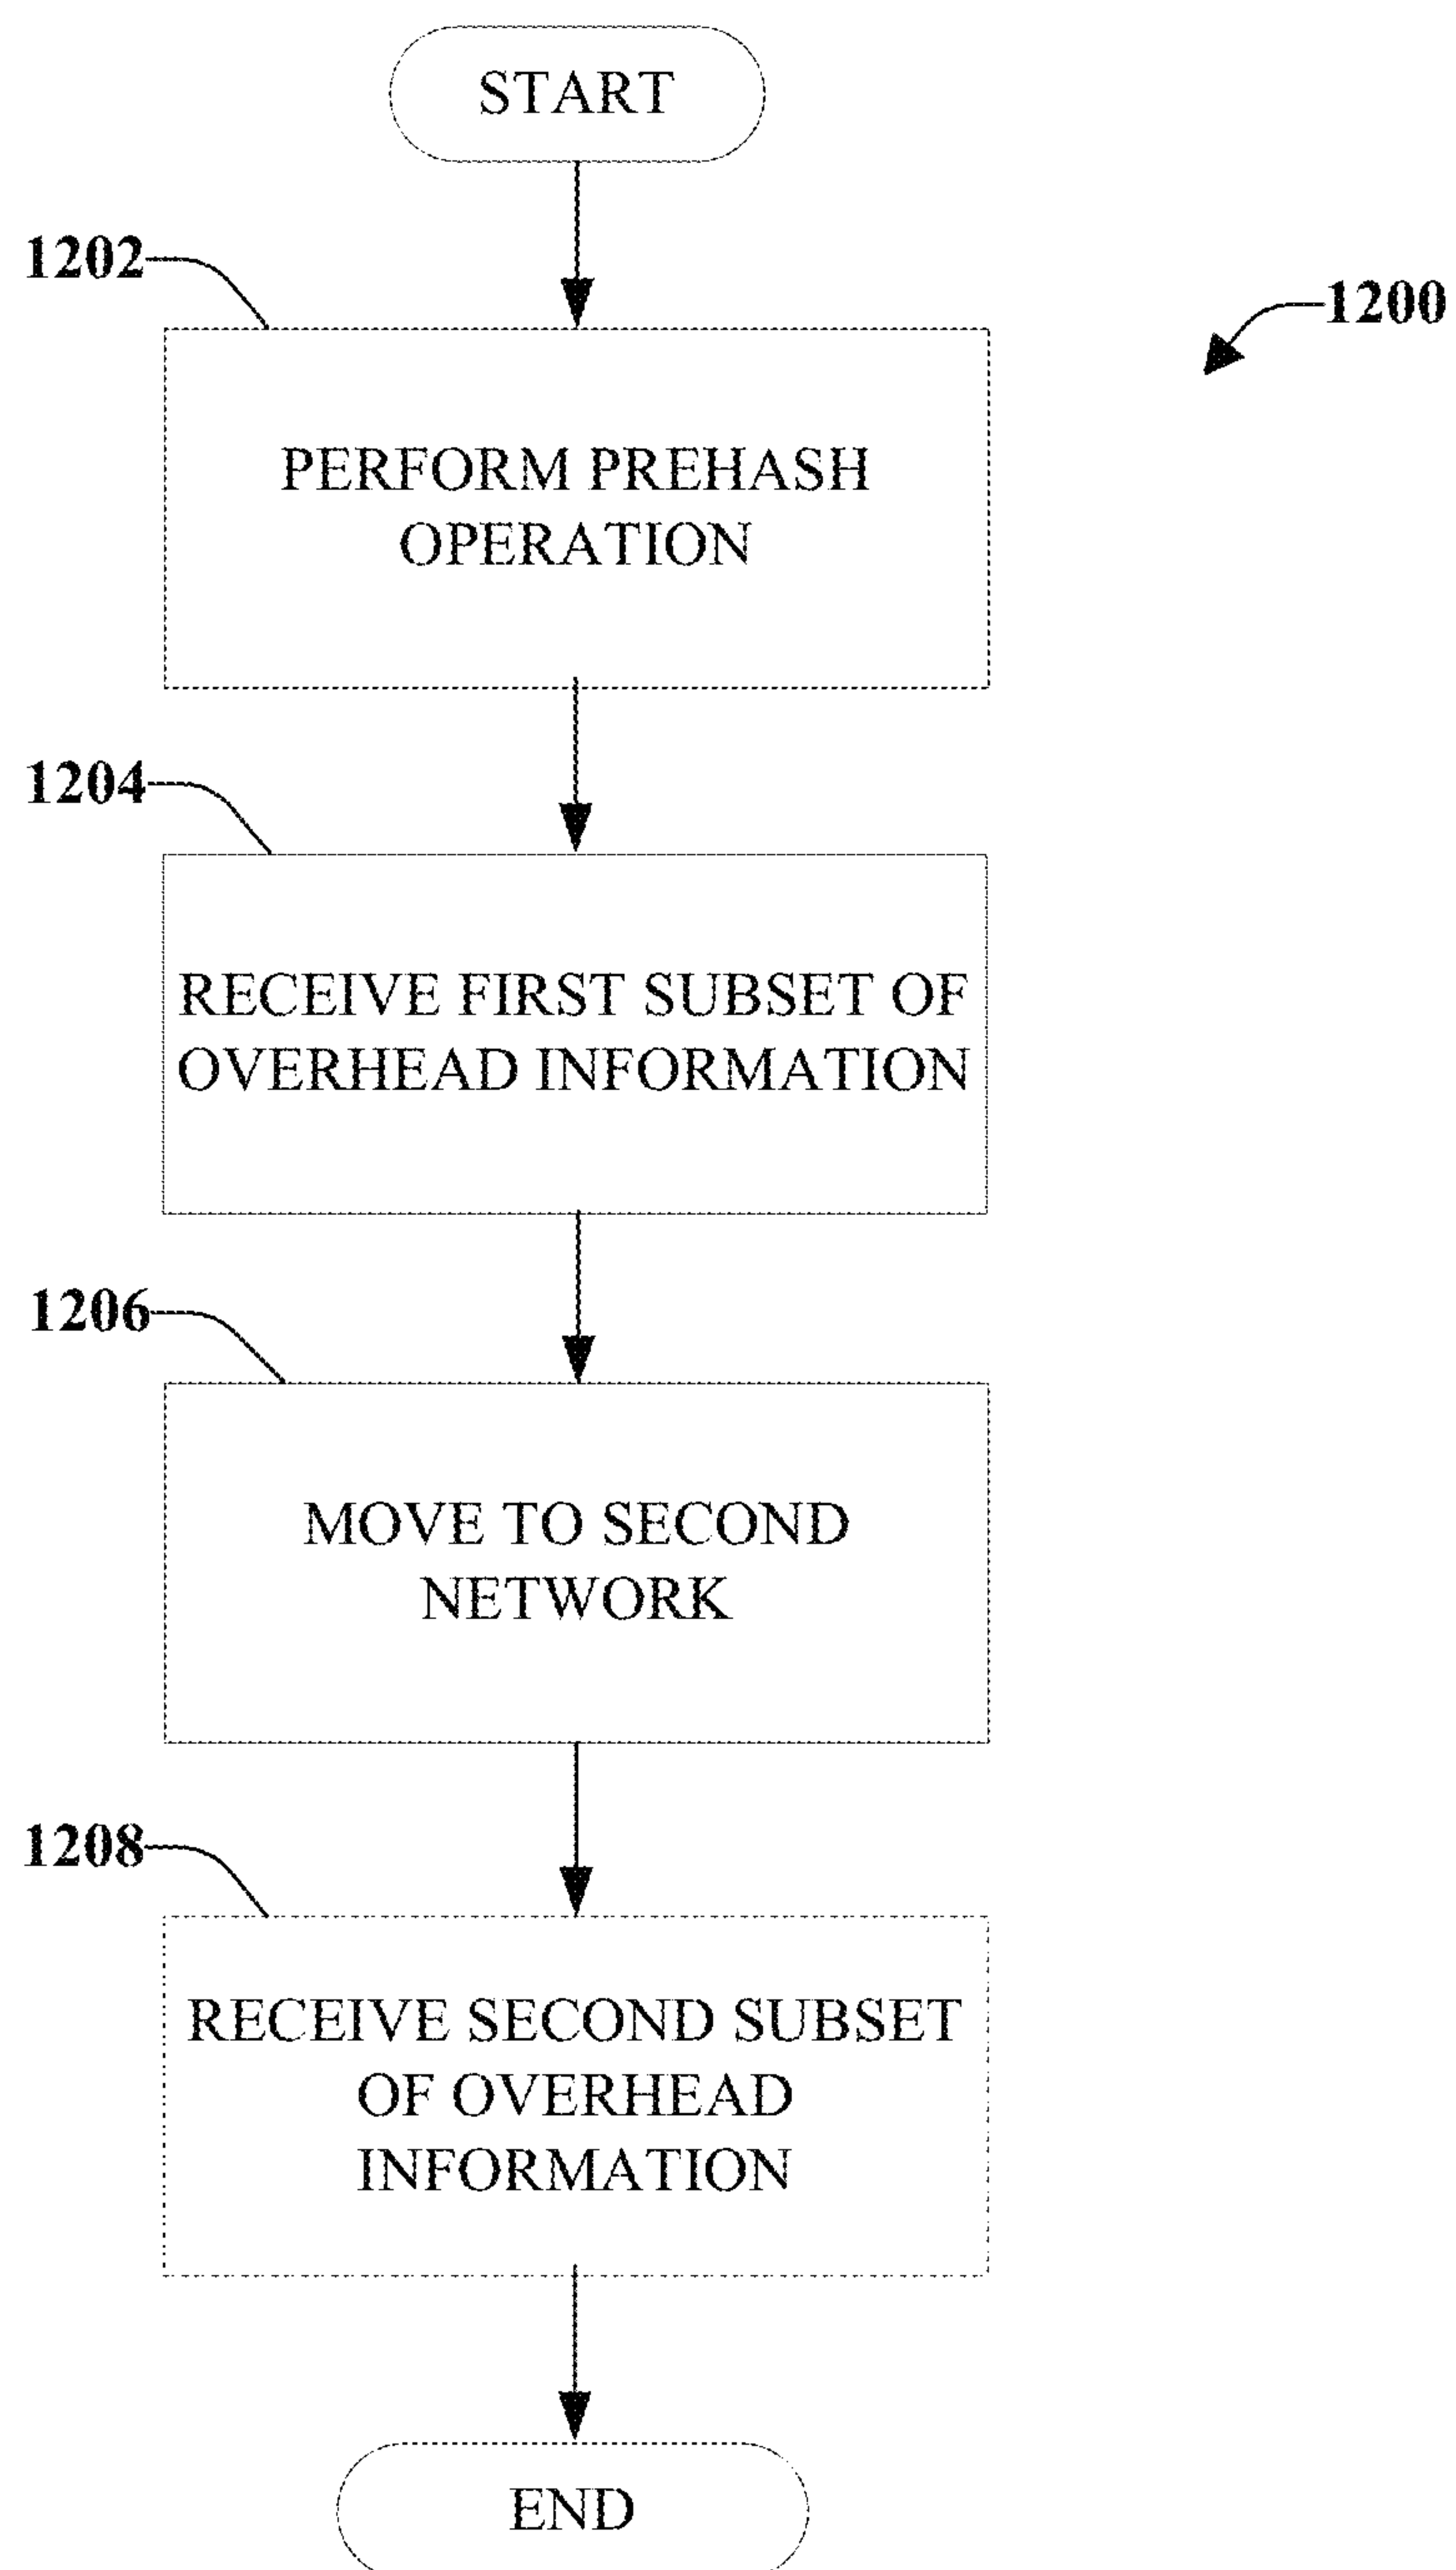 START
1202
1200
PERFORM PREHASH
OPERATION
1204
RECEIVE FIRST SUBSET OF
OVERHEAD INFORMATION
1206
MOVE TO SECOND
NETWORK
1208
RECEIVE SECOND SUBSET
OF OVERHEAD
INFORMATION
END